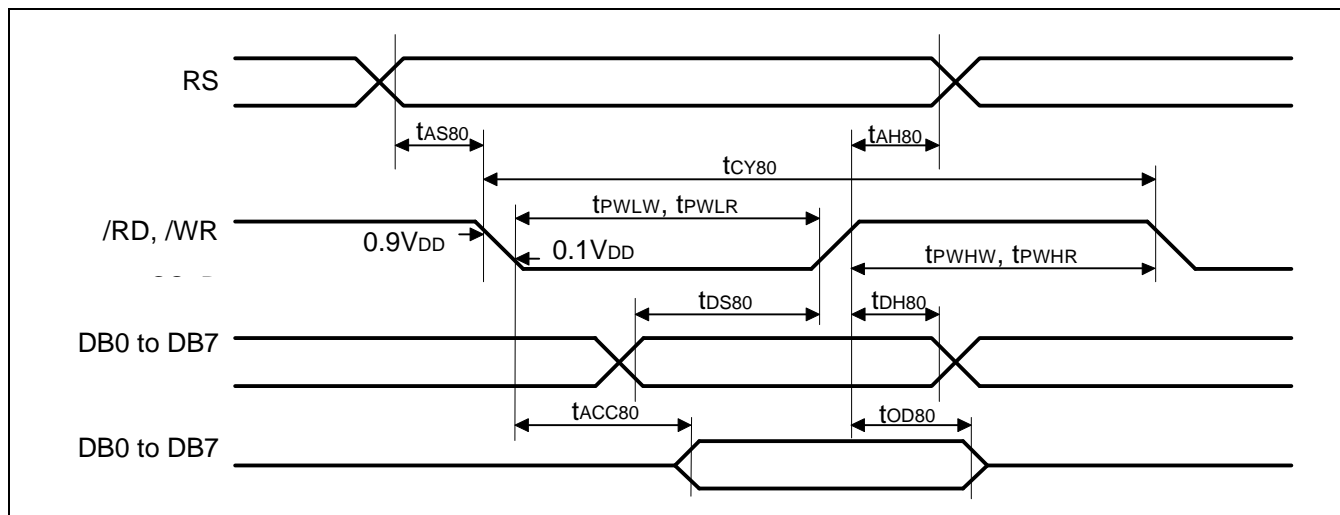 RS
tAS80
tAH80
tCY80
/RD, /WR
tPWLW, tPWLR
0.9VDD
0.1VDD
tPWHW, tPWHR
tDS80
tDH80
DB0 to DB7
tACC80
tOD80
DB0 to DB7